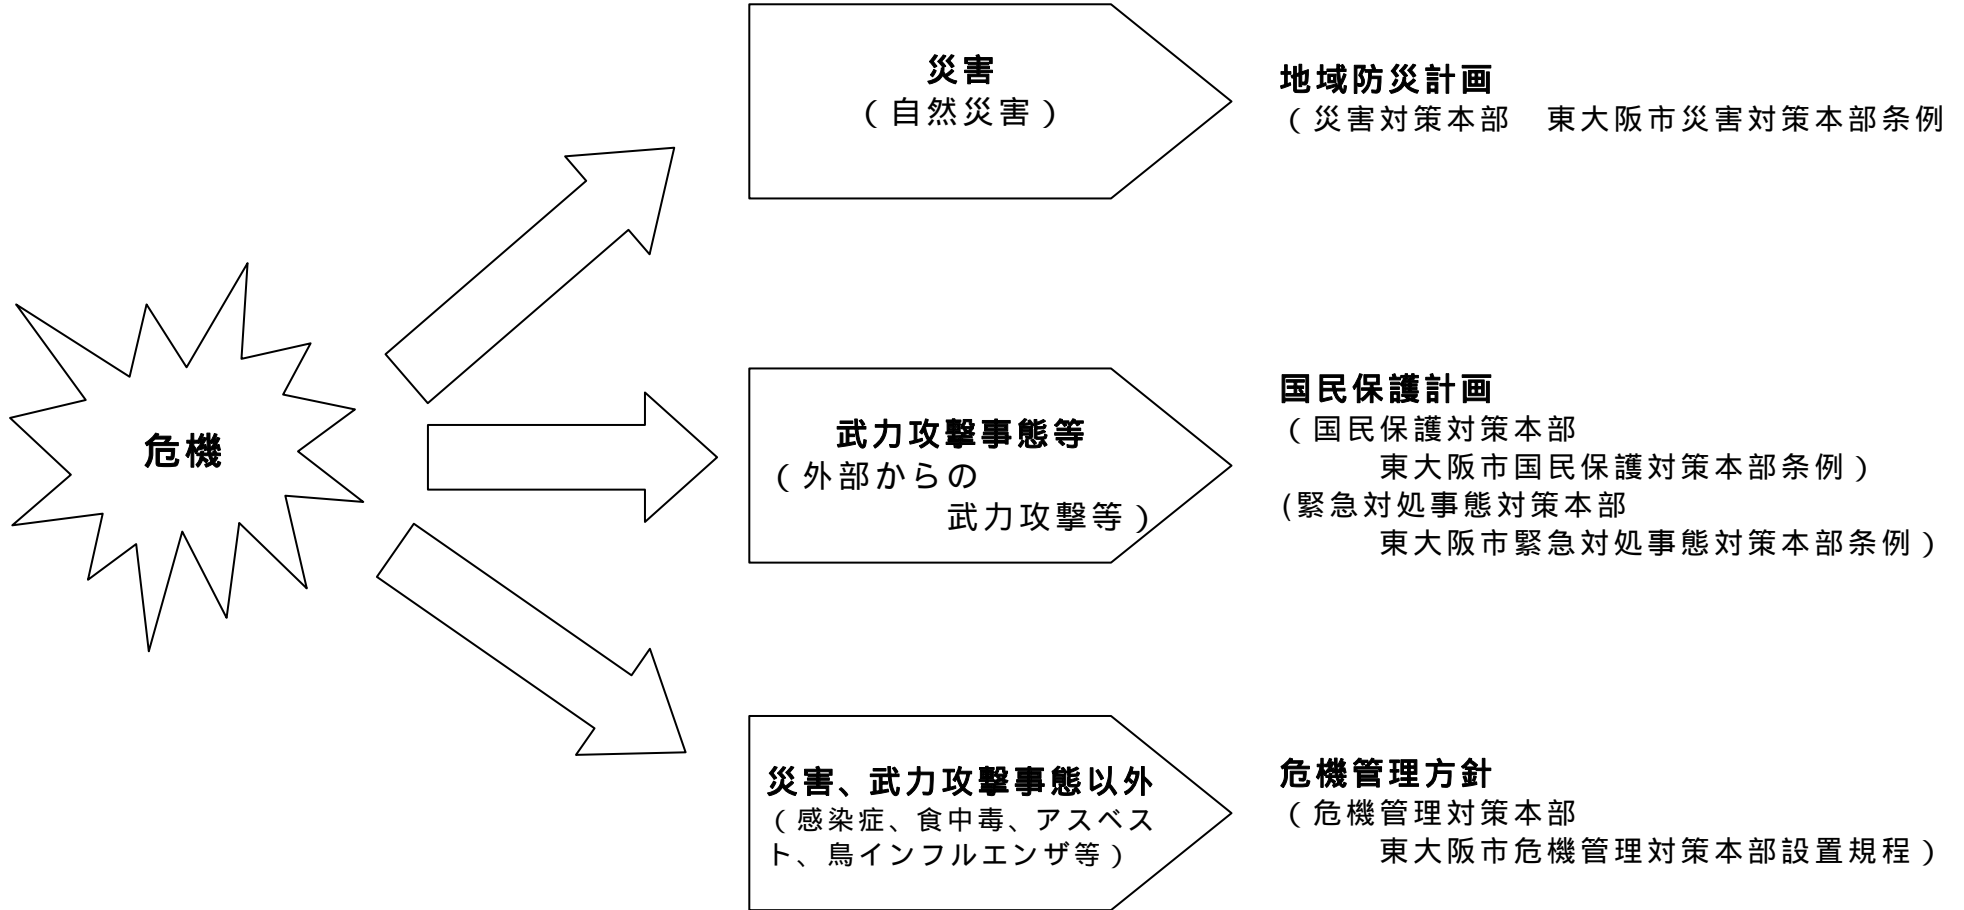 災害
（自然災害）
地域防災計画
（災害対策本部　東大阪市災害対策本部条例
危機
武力攻撃事態等
（外部からの
武力攻撃等）
国民保護計画
（国民保護対策本部
東大阪市国民保護対策本部条例）
(緊急対処事態対策本部
東大阪市緊急対処事態対策本部条例）
災害、武力攻撃事態以外
（感染症、食中毒、アスベス
ト、鳥インフルエンザ等）
危機管理方針
（危機管理対策本部
東大阪市危機管理対策本部設置規程）